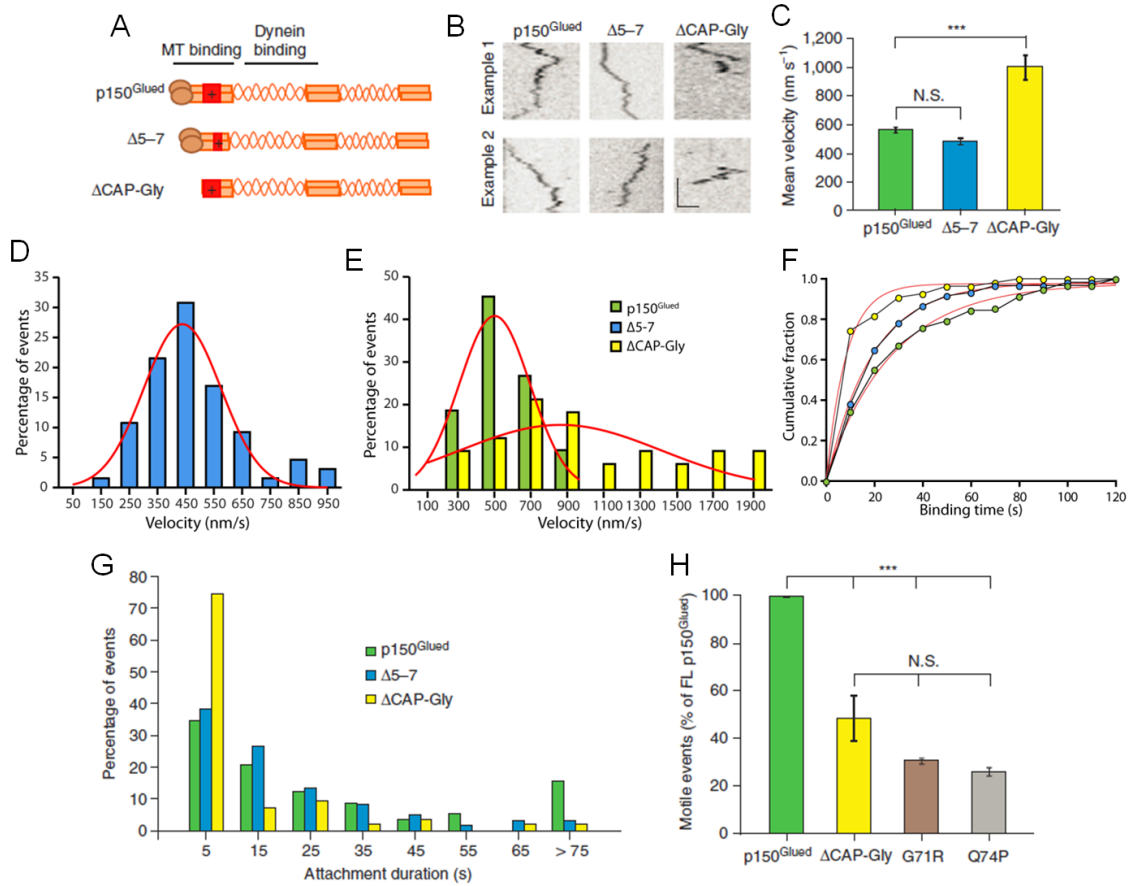 A
MT binding
Dynein
binding
p150Glued
Δ5–7
ΔCAP-Gly
+
+
+
B
p150Glued
Δ5–7
ΔCAP-Gly
Example 1
Example 2
C
Mean velocity (nm s–1)
1,200
1,000
800
600
400
200
0
***
N.S.
p150Glued
Δ5–7
ΔCAP-Gly
D
Percentage of events
35
30
25
20
15
10
5
0
50 150 250 350 450 550 650 750 850 950
Velocity (nm/s)
E
Percentage of events
50
40
30
20
10
0
p150Glued
Δ5-7
ΔCAP-Gly
100 300 500 700 900 1100 1300 1500 1700 1900
Velocity (nm/s)
F
Cumulative fraction
1.0
0.8
0.6
0.4
0.2
0.0
0 20 40 60 80 100 120
Binding time (s)
G
Percentage of events
80
70
60
50
40
30
20
10
0
p150Glued
Δ5–7
ΔCAP-Gly
5 15 25 35 45 55 65 > 75
Attachment duration (s)
H
Motile events (% of FL p150Glued)
100
80
60
40
20
0
***
N.S.
p150Glued
ΔCAP-Gly
G71R
Q74P